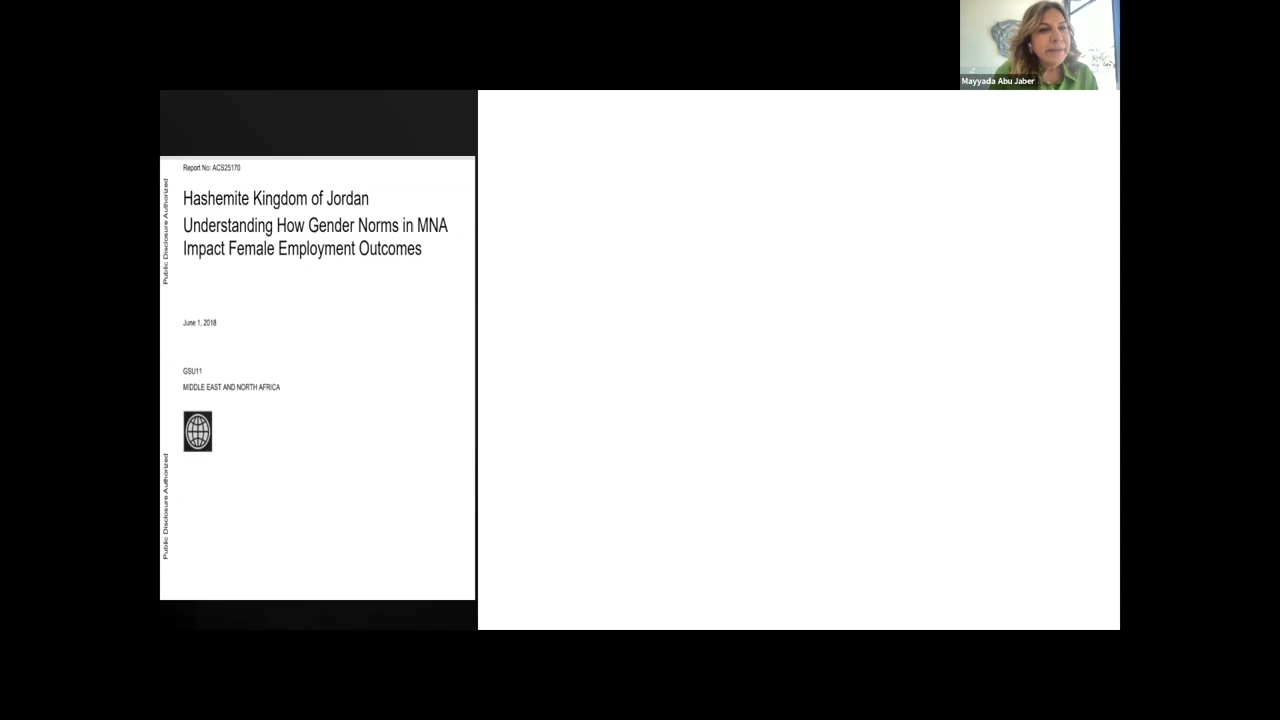 Mayyada Abu Jaber
Report No: ACS25170
Hashemite Kingdom of Jordan
Understanding How Gender Norms in MNA
Impact Female Employment Outcomes
June 1, 2018
GSU11
MIDDLE EAST AND NORTH AFRICA
Public Disclosure Authorized
Public Disclosure Authorized